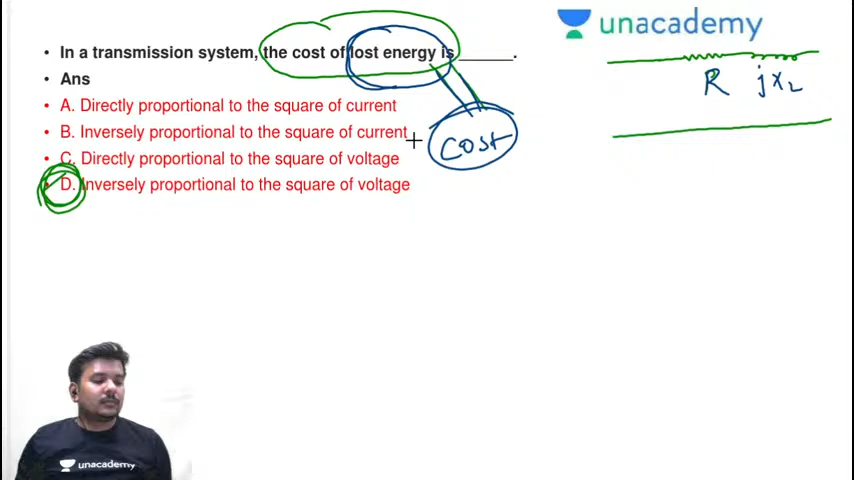 unacademy
In a transmission system, the cost of lost energy is ______.
Ans
A. Directly proportional to the square of current
B. Inversely proportional to the square of current
C. Directly proportional to the square of voltage
D. Inversely proportional to the square of voltage
cost
R jX_L
unacademy